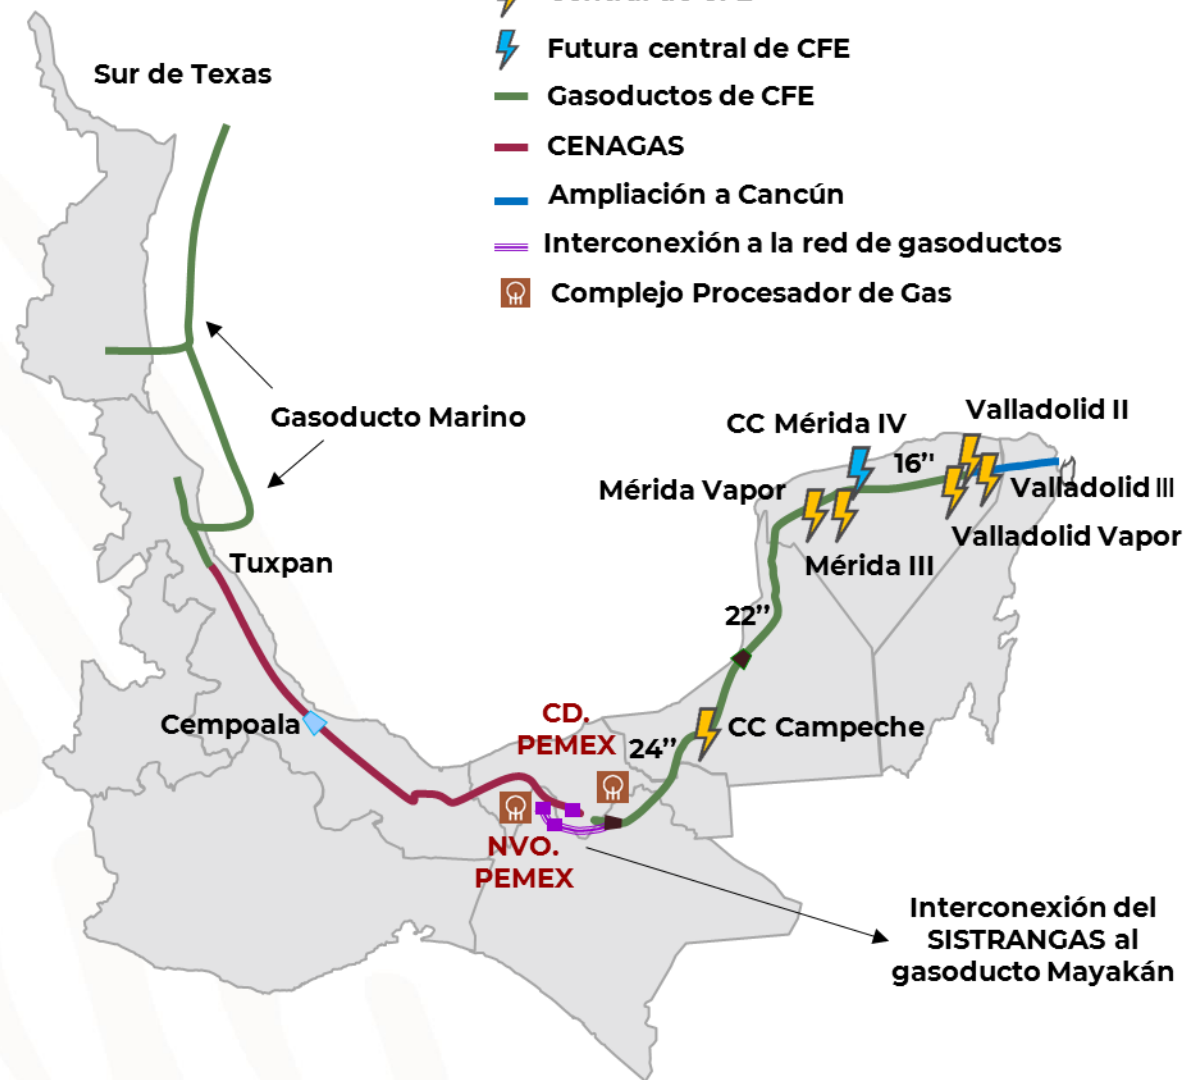 Futura central de CFE
Sur de Texas
Gasoductos de CFE
CENAGAS
Ampliación a Cancún
Interconexión a la red de gasoductos
Complejo Procesador de Gas
Gasoducto Marino
CC Mérida IV
Valladolid II
16’’
Mérida Vapor
Valladolid III
Valladolid Vapor
Tuxpan
Mérida III
22’’
Cempoala
CD.
PEMEX
24’’
CC Campeche
NVO.
PEMEX
Interconexión del
SISTRANGAS al
gasoducto Mayakán